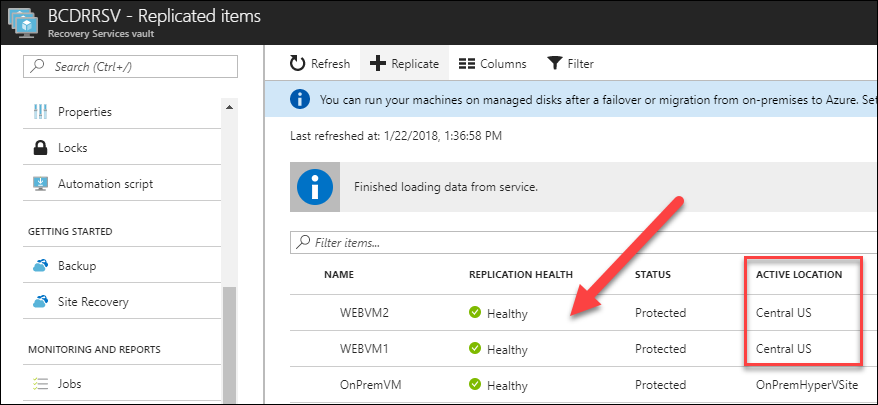 BCDRRSV - Replicated items
Recovery Services vault
Search (Ctrl+/)
Properties
Locks
Automation script
GETTING STARTED
Backup
Site Recovery
MONITORING AND REPORTS
Jobs
Refresh Replicate Columns Filter
You can run your machines on managed disks after a failover or migration from on-premises to Azure. Set
Last refreshed at: 1/22/2018, 1:36:58 PM
Finished loading data from service.
Filter items...
NAME REPLICATION HEALTH STATUS ACTIVE LOCATION
WEBVM2 Healthy Protected Central US
WEBVM1 Healthy Protected Central US
OnPremVM Healthy Protected OnPremHyperVSite